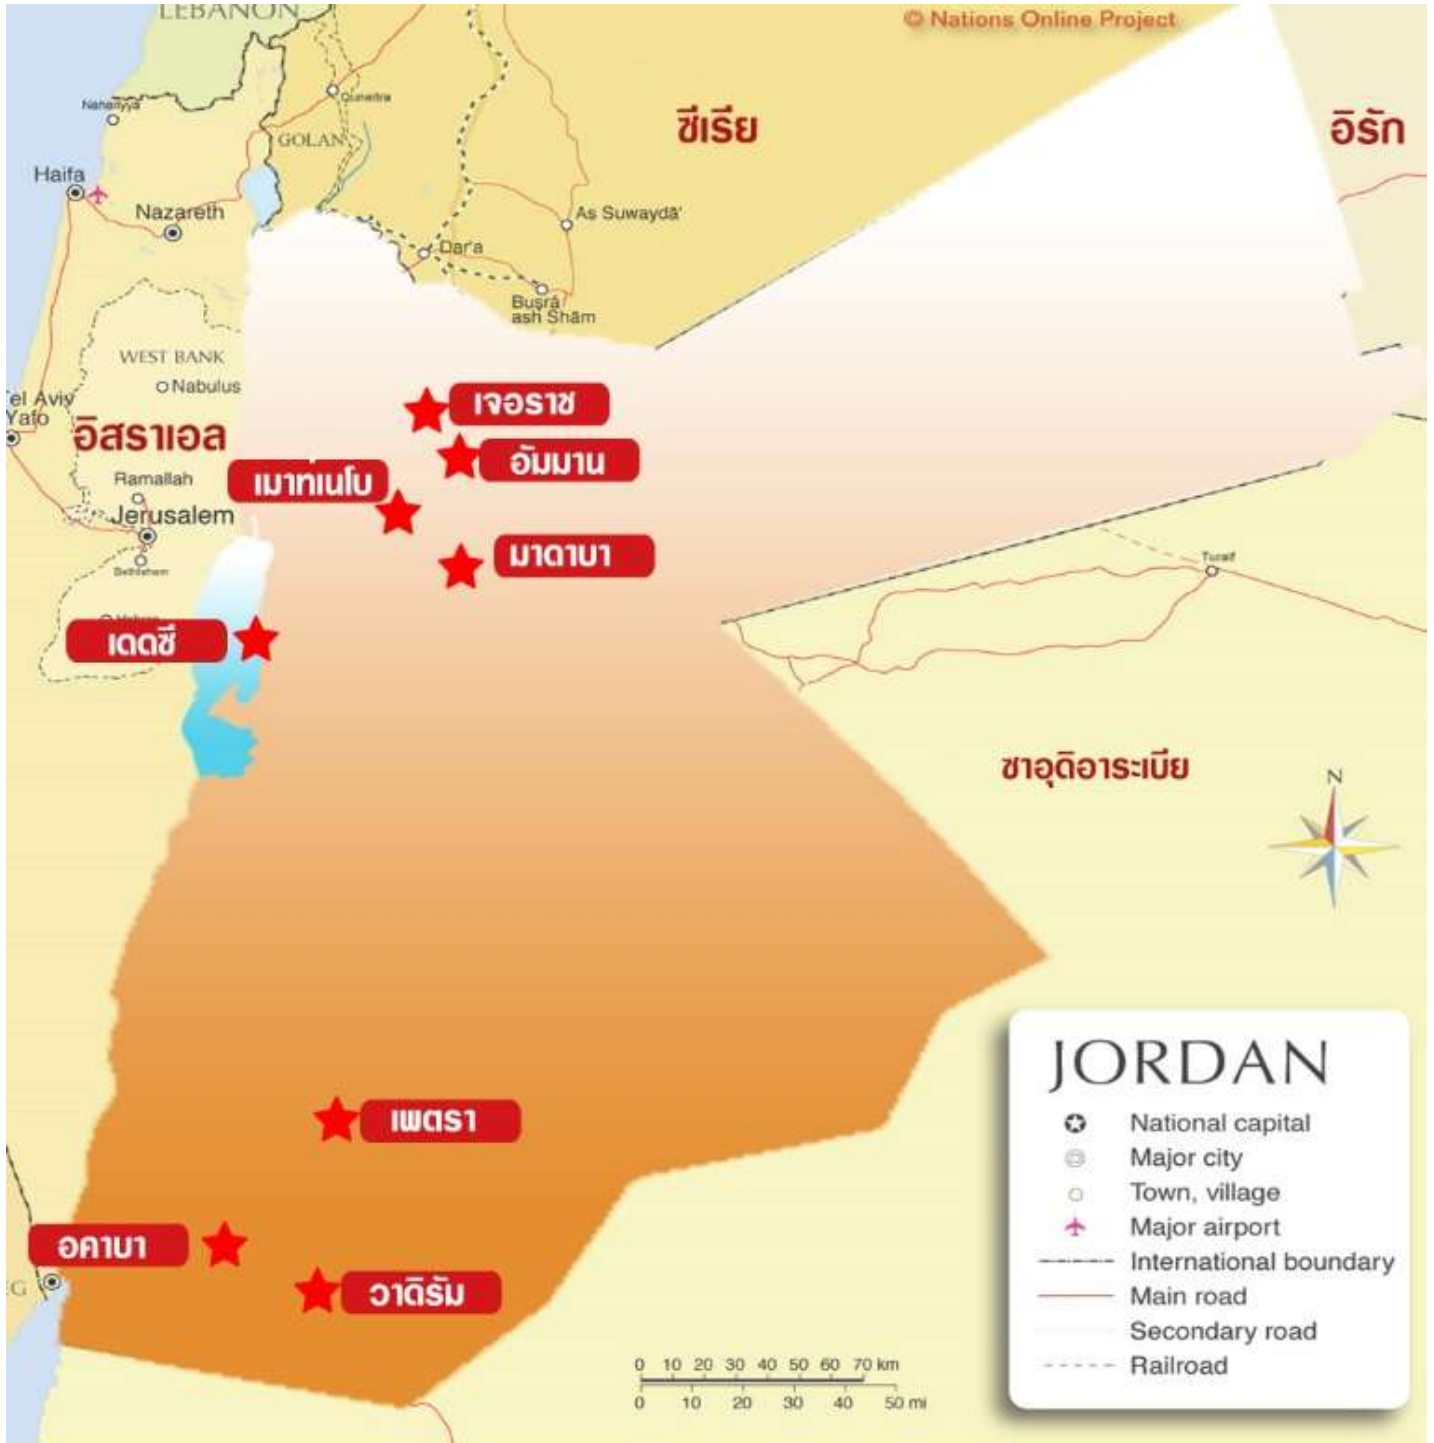 LEBANON
© Nations Online Project
Nahariyya
Quneitra
ซีเรีย
อิรัก
GOLAN
Haifa
Nazareth
As Suwaydā'
Dar'a
Buşrá
ash Shām
WEST BANK
Nabulus
Tel Aviv
Yafo
เจอราช
อิสราเอล
อัมมาน
เมาท์เนโบ
Ramallah
Jerusalem
มาดาบา
Turaif
Bethlehem
เดดซี
ซาอุดิอาระเบีย
N
JORDAN
เพตรา
National capital
Major city
Town, village
Major airport
อคาบา
International boundary
วาดิรัม
Main road
Secondary road
Railroad
0 10 20 30 40 50 60 70 km
0 10 20 30 40 50 mi